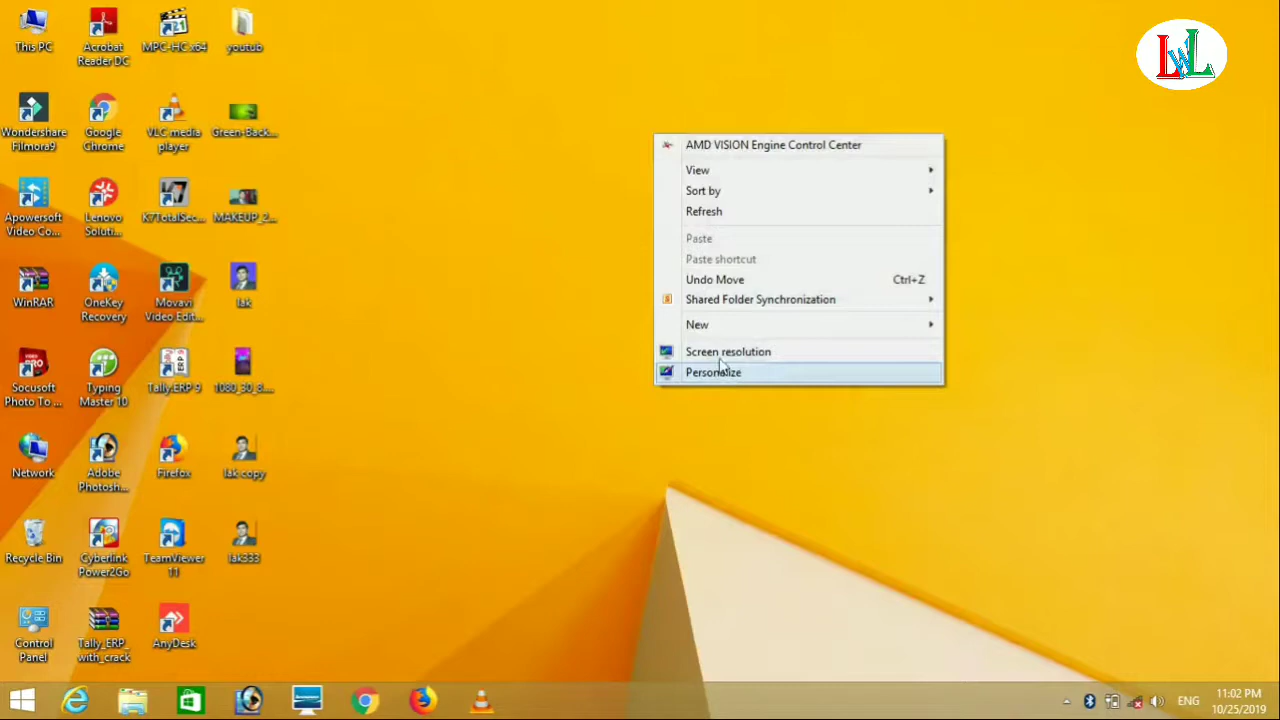 This PC
Acrobat
Reader DC
MPC-HC x64
youtub
Wondershare
Filmora9
Google
Chrome
VLC media
player
Green-Back...
Apowersoft
Video Co...
Lenovo
Soluti...
K7TotalSec...
MAKEUP_2...
WinRAR
OneKey
Recovery
Movavi
Video Edit...
lak
Socusoft
Photo To ...
Typing
Master 10
Tally.ERP 9
1080_30_3....
Network
Adobe
Photosh...
Firefox
lak copy
Recycle Bin
Cyberlink
Power2Go
TeamViewer
11
lak333
Control
Panel
Tally_ERP_
with_crack
AnyDesk
LWL
AMD VISION Engine Control Center
View
Sort by
Refresh
Paste
Paste shortcut
Undo Move Ctrl+Z
Shared Folder Synchronization
New
Screen resolution
Personalize
ENG
11:02 PM
10/25/2019